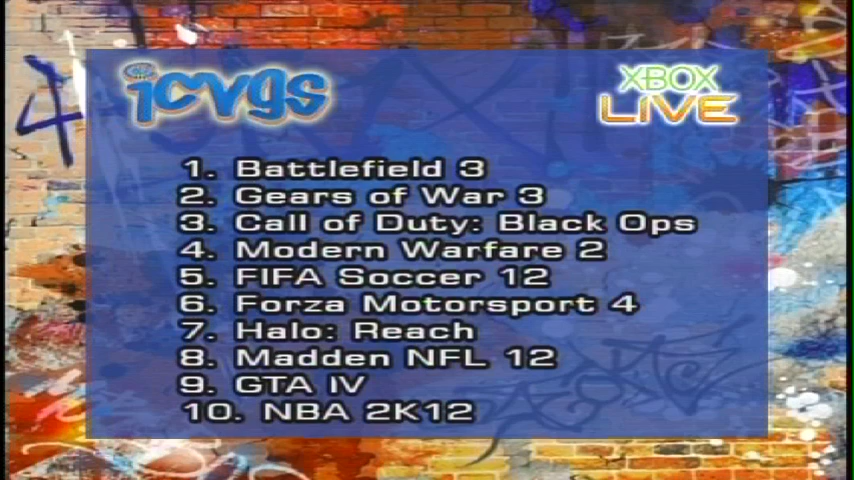 icvgs
XBOX
LIVE
1. Battlefield 3
2. Gears of War 3
3. Call of Duty: Black Ops
4. Modern Warfare 2
5. FIFA Soccer 12
6. Forza Motorsport 4
7. Halo: Reach
8. Madden NFL 12
9. GTA IV
10. NBA 2K12